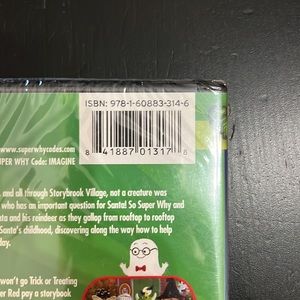 ISBN: 978-1-60883-314-6
www.superwhycodes.com
UPER WHY Code: IMAGINE
8 41887 01317 8
, and all through Storybrook Village, not a creature was
who has an important question for Santa! So Super Why and
nta and his reindeer as they gallop from rooftop to rooftop
Santa's childhood, discovering along the way how to help
day.
won't go Trick or Treating
er Red pay a storybook